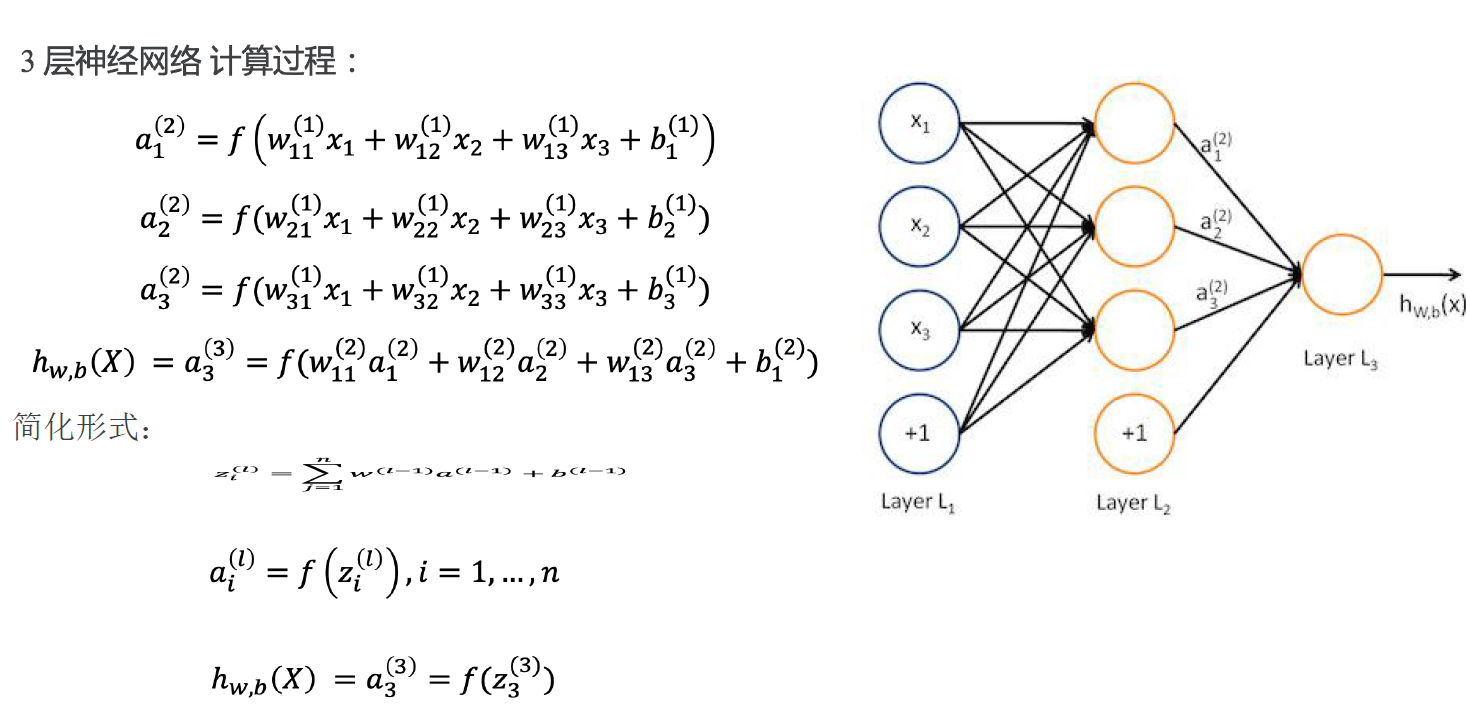 3 层神经网络 计算过程：
a_1^{(2)} = f(w_{11}^{(1)}x_1 + w_{12}^{(1)}x_2 + w_{13}^{(1)}x_3 + b_1^{(1)})
a_2^{(2)} = f(w_{21}^{(1)}x_1 + w_{22}^{(1)}x_2 + w_{23}^{(1)}x_3 + b_2^{(1)})
a_3^{(2)} = f(w_{31}^{(1)}x_1 + w_{32}^{(1)}x_2 + w_{33}^{(1)}x_3 + b_3^{(1)})
h_{w,b}(X) = a_3^{(3)} = f(w_{11}^{(2)}a_1^{(2)} + w_{12}^{(2)}a_2^{(2)} + w_{13}^{(2)}a_3^{(2)} + b_1^{(2)})
简化形式：
z_i^{(l)} = \sum_{j=1}^{n} w^{(l-1)}a^{(l-1)} + b^{(l-1)}
a_i^{(l)} = f(z_i^{(l)}), i = 1, …, n
h_{w,b}(X) = a_3^{(3)} = f(z_3^{(3)})
x_1
x_2
x_3
+1
Layer L_1
a_1^{(2)}
a_2^{(2)}
a_3^{(2)}
+1
Layer L_2
h_{W,b}(x)
Layer L_3